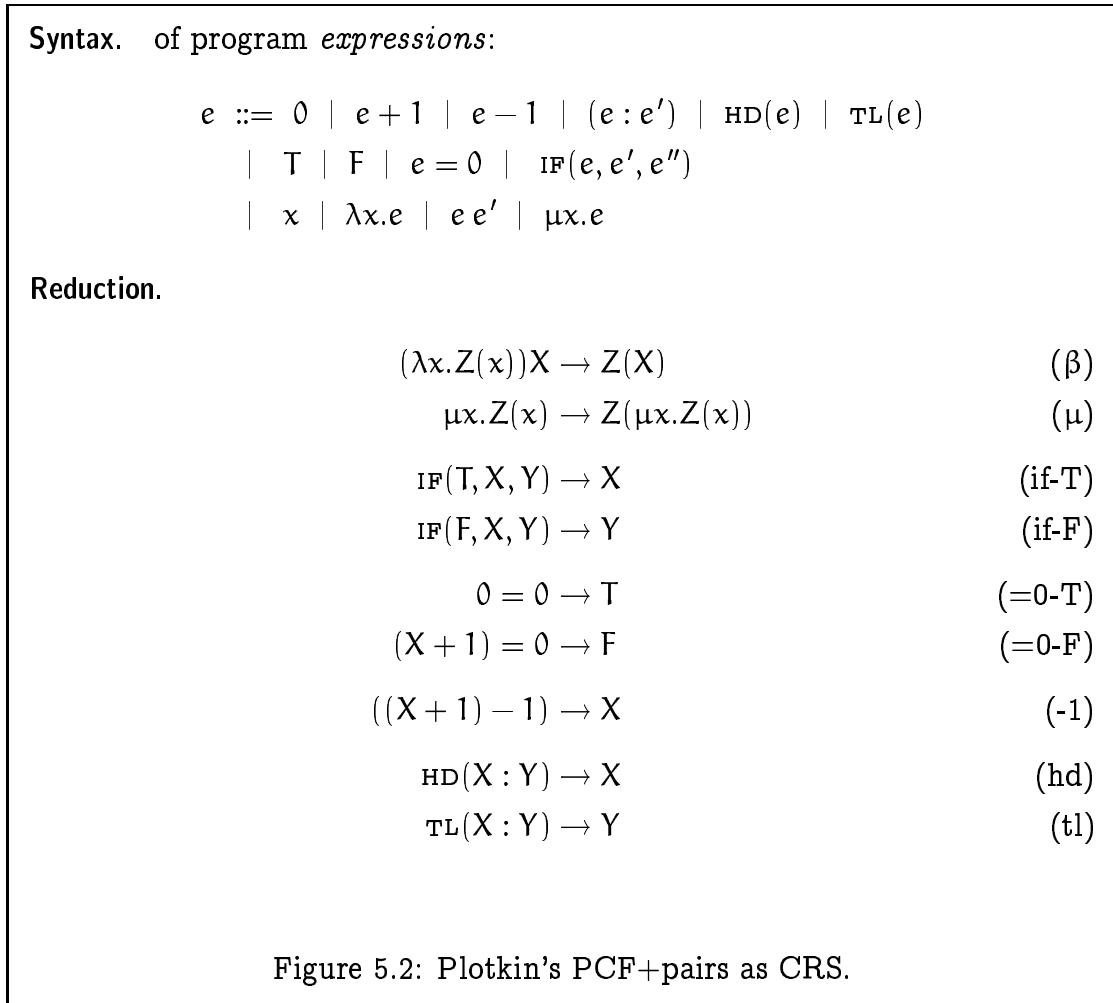 Syntax. of program expressions:
e ::= 0 | e + 1 | e − 1 | (e : e′) | HD(e) | TL(e)
| T | F | e = 0 | IF(e, e′, e′′)
| x | λx.e | e e′ | μx.e
Reduction.
(λx.Z(x))X → Z(X) (β)
μx.Z(x) → Z(μx.Z(x)) (μ)
IF(T, X, Y) → X (if-T)
IF(F, X, Y) → Y (if-F)
0 = 0 → T (=0-T)
(X + 1) = 0 → F (=0-F)
((X + 1) − 1) → X (-1)
HD(X : Y) → X (hd)
TL(X : Y) → Y (tl)
Figure 5.2: Plotkin's PCF+pairs as CRS.